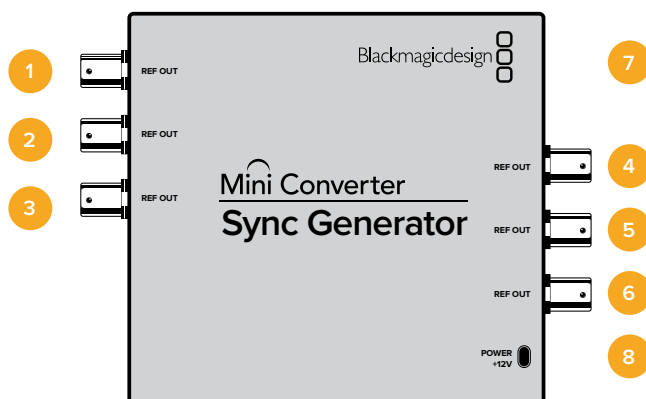 Blackmagicdesign
1
REF OUT
7
2
REF OUT
REF OUT
4
3
REF OUT
Mini Converter
Sync Generator
REF OUT
5
REF OUT
6
POWER
+12V
8